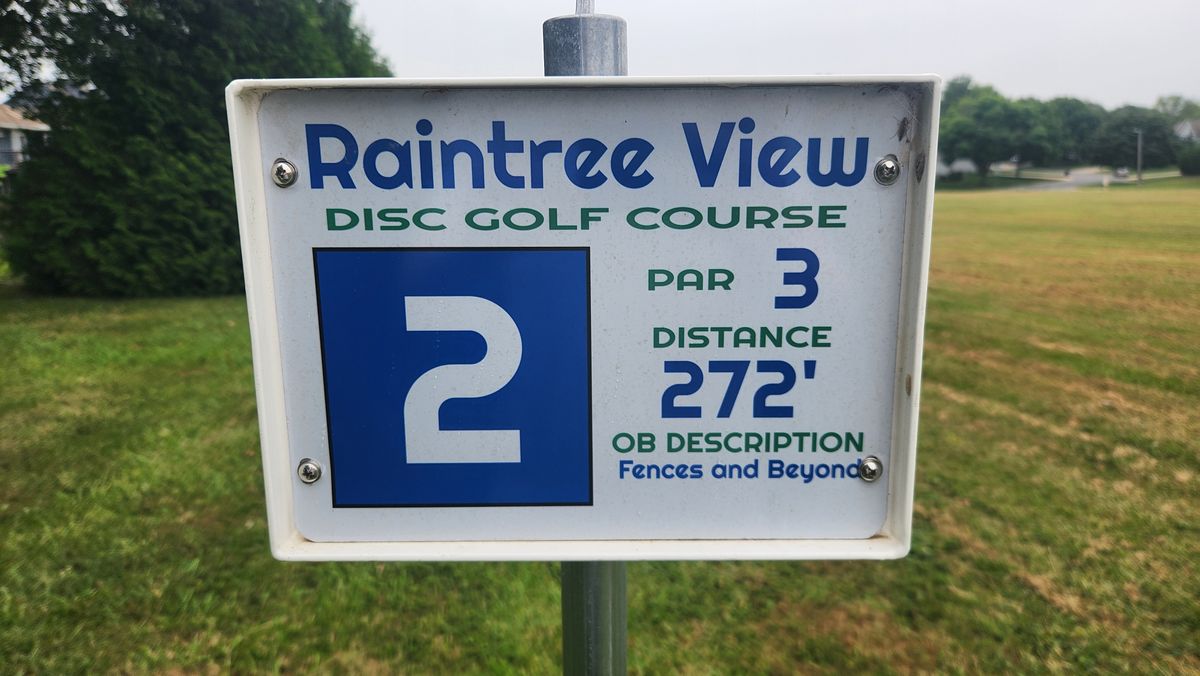 Raintree View
DISC GOLF COURSE
2
PAR 3
DISTANCE
272'
OB DESCRIPTION
Fences and Beyond